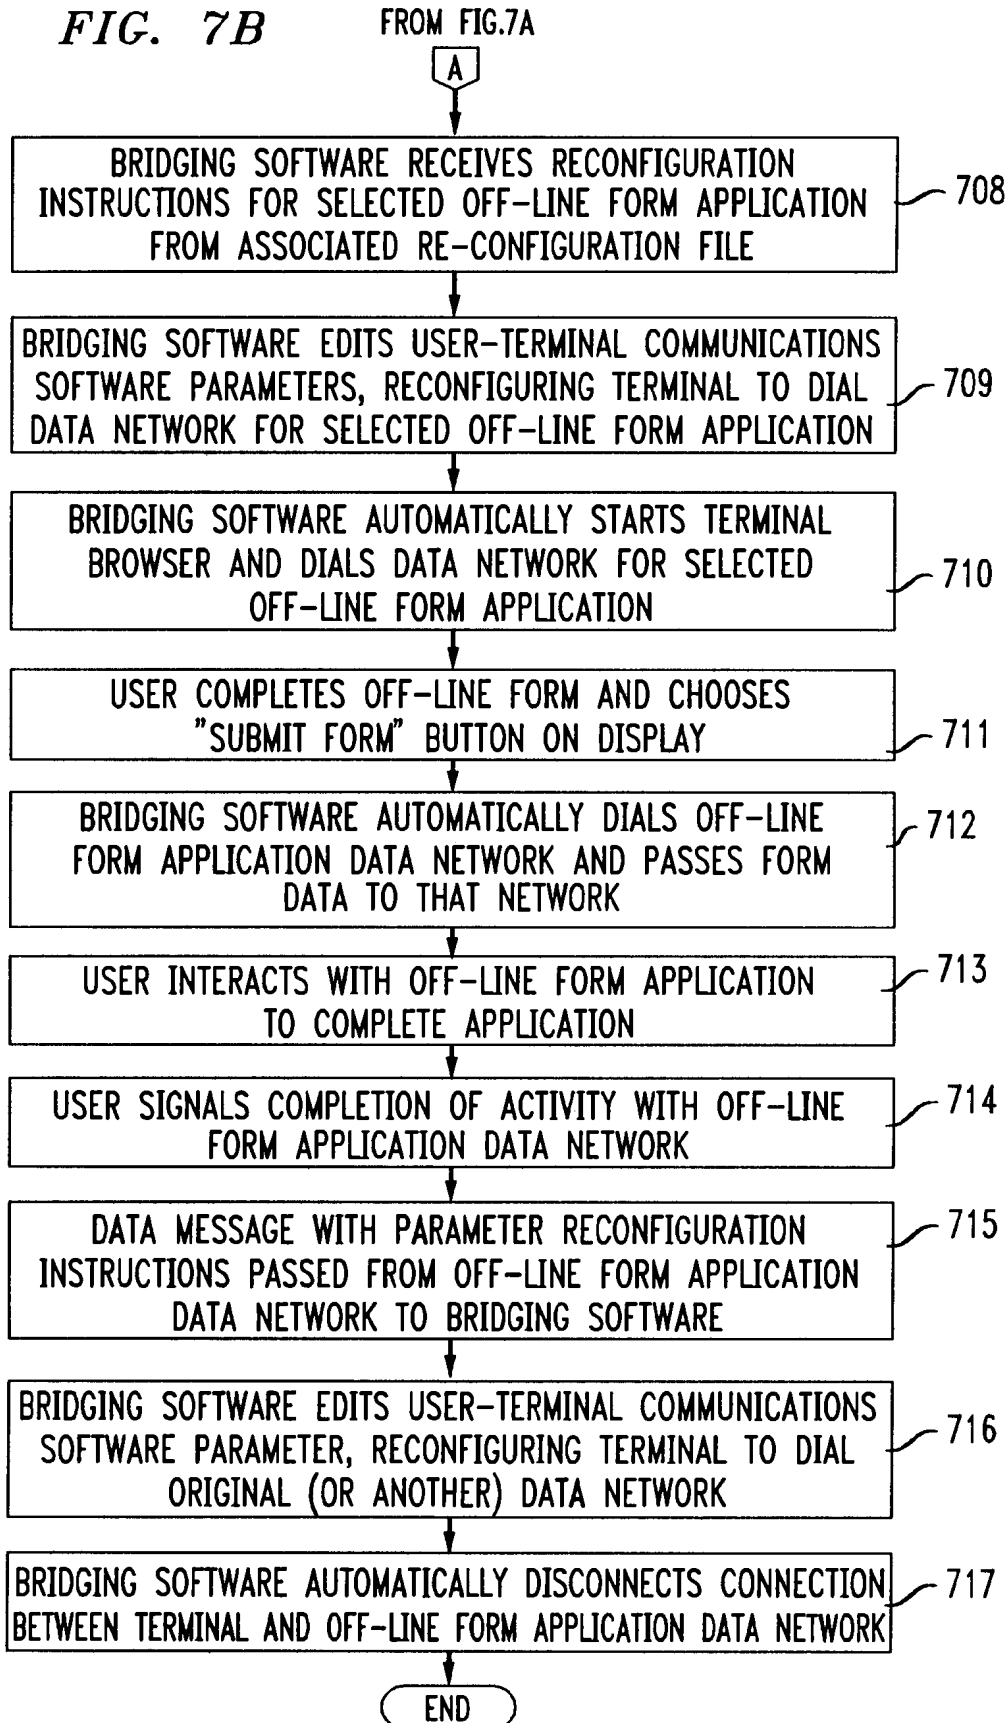 FIG. 7B
FROM FIG.7A
A
BRIDGING SOFTWARE RECEIVES RECONFIGURATION
INSTRUCTIONS FOR SELECTED OFF-LINE FORM APPLICATION
FROM ASSOCIATED RE-CONFIGURATION FILE
708
BRIDGING SOFTWARE EDITS USER-TERMINAL COMMUNICATIONS
SOFTWARE PARAMETERS, RECONFIGURING TERMINAL TO DIAL
DATA NETWORK FOR SELECTED OFF-LINE FORM APPLICATION
709
BRIDGING SOFTWARE AUTOMATICALLY STARTS TERMINAL
BROWSER AND DIALS DATA NETWORK FOR SELECTED
OFF-LINE FORM APPLICATION
710
USER COMPLETES OFF-LINE FORM AND CHOOSES
"SUBMIT FORM" BUTTON ON DISPLAY
711
BRIDGING SOFTWARE AUTOMATICALLY DIALS OFF-LINE
FORM APPLICATION DATA NETWORK AND PASSES FORM
DATA TO THAT NETWORK
712
USER INTERACTS WITH OFF-LINE FORM APPLICATION
TO COMPLETE APPLICATION
713
USER SIGNALS COMPLETION OF ACTIVITY WITH OFF-LINE
FORM APPLICATION DATA NETWORK
714
DATA MESSAGE WITH PARAMETER RECONFIGURATION
INSTRUCTIONS PASSED FROM OFF-LINE FORM APPLICATION
DATA NETWORK TO BRIDGING SOFTWARE
715
BRIDGING SOFTWARE EDITS USER-TERMINAL COMMUNICATIONS
SOFTWARE PARAMETER, RECONFIGURING TERMINAL TO DIAL
ORIGINAL (OR ANOTHER) DATA NETWORK
716
BRIDGING SOFTWARE AUTOMATICALLY DISCONNECTS CONNECTION
BETWEEN TERMINAL AND OFF-LINE FORM APPLICATION DATA NETWORK
717
END